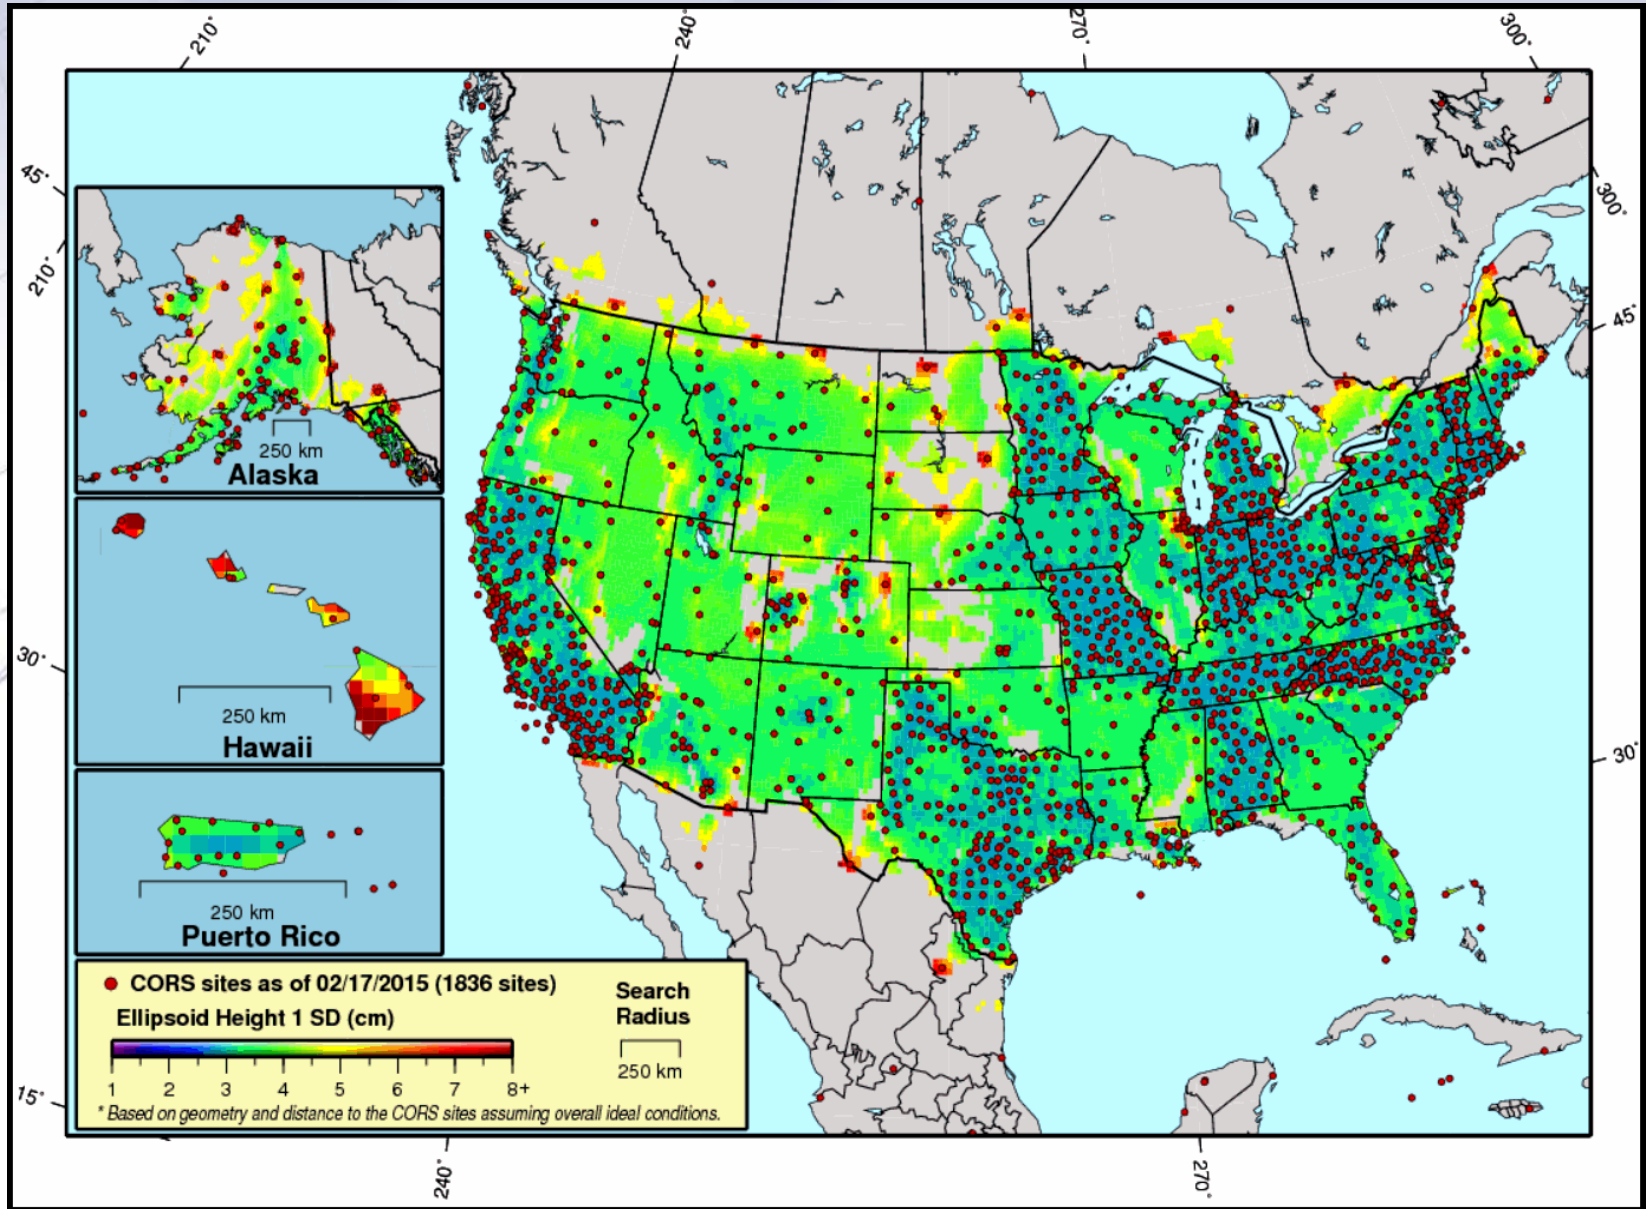 210°
240°
270°
300°
45°
210°
30°
15°
300°
45°
30°
240°
270°
250 km
Alaska
250 km
Hawaii
250 km
Puerto Rico
CORS sites as of 02/17/2015 (1836 sites)
Ellipsoid Height 1 SD (cm)
1 2 3 4 5 6 7 8+
Search
Radius
250 km
* Based on geometry and distance to the CORS sites assuming overall ideal conditions.